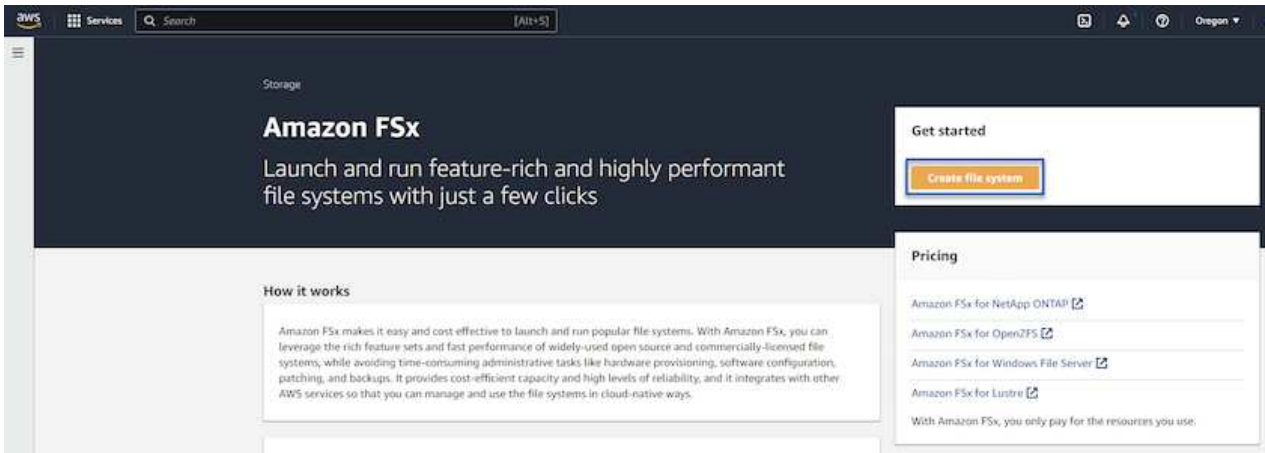 aws
Services
Search
[Alt+S]
Oregon
Storage
Amazon FSx
Launch and run feature-rich and highly performant
file systems with just a few clicks
Get started
Create file system
Pricing
Amazon FSx for NetApp ONTAP
Amazon FSx for OpenZFS
Amazon FSx for Windows File Server
Amazon FSx for Lustre
With Amazon FSx, you only pay for the resources you use.
How it works
Amazon FSx makes it easy and cost effective to launch and run popular file systems. With Amazon FSx, you can
leverage the rich feature sets and fast performance of widely-used open source and commercially-licensed file
systems, while avoiding time-consuming administrative tasks like hardware provisioning, software configuration,
patching, and backups. It provides cost-efficient capacity and high levels of reliability, and it integrates with other
AWS services so that you can manage and use the file systems in cloud-native ways.